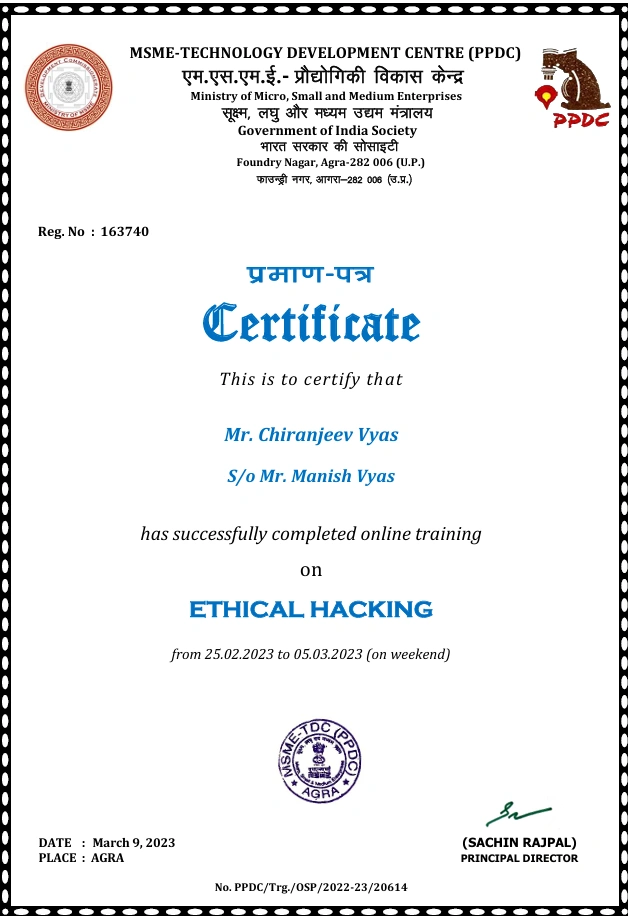 MSME-TECHNOLOGY DEVELOPMENT CENTRE (PPDC)
एम.एस.एम.ई.- प्रौद्योगिकी विकास केन्द्र
Ministry of Micro, Small and Medium Enterprises
सूक्ष्म, लघु और मध्यम उद्यम मंत्रालय
Government of India Society
भारत सरकार की सोसाइटी
Foundry Nagar, Agra-282 006 (U.P.)
फाउन्ड्री नगर, आगरा–282 006 (उ.प्र.)
PPDC
Reg. No : 163740
प्रमाण-पत्र
Certificate
This is to certify that
Mr. Chiranjeev Vyas
S/o Mr. Manish Vyas
has successfully completed online training
on
ETHICAL HACKING
from 25.02.2023 to 05.03.2023 (on weekend)
MSME-TDC (PPDC)
AGRA
DATE : March 9, 2023
PLACE : AGRA
(SACHIN RAJPAL)
PRINCIPAL DIRECTOR
No. PPDC/Trg./OSP/2022-23/20614